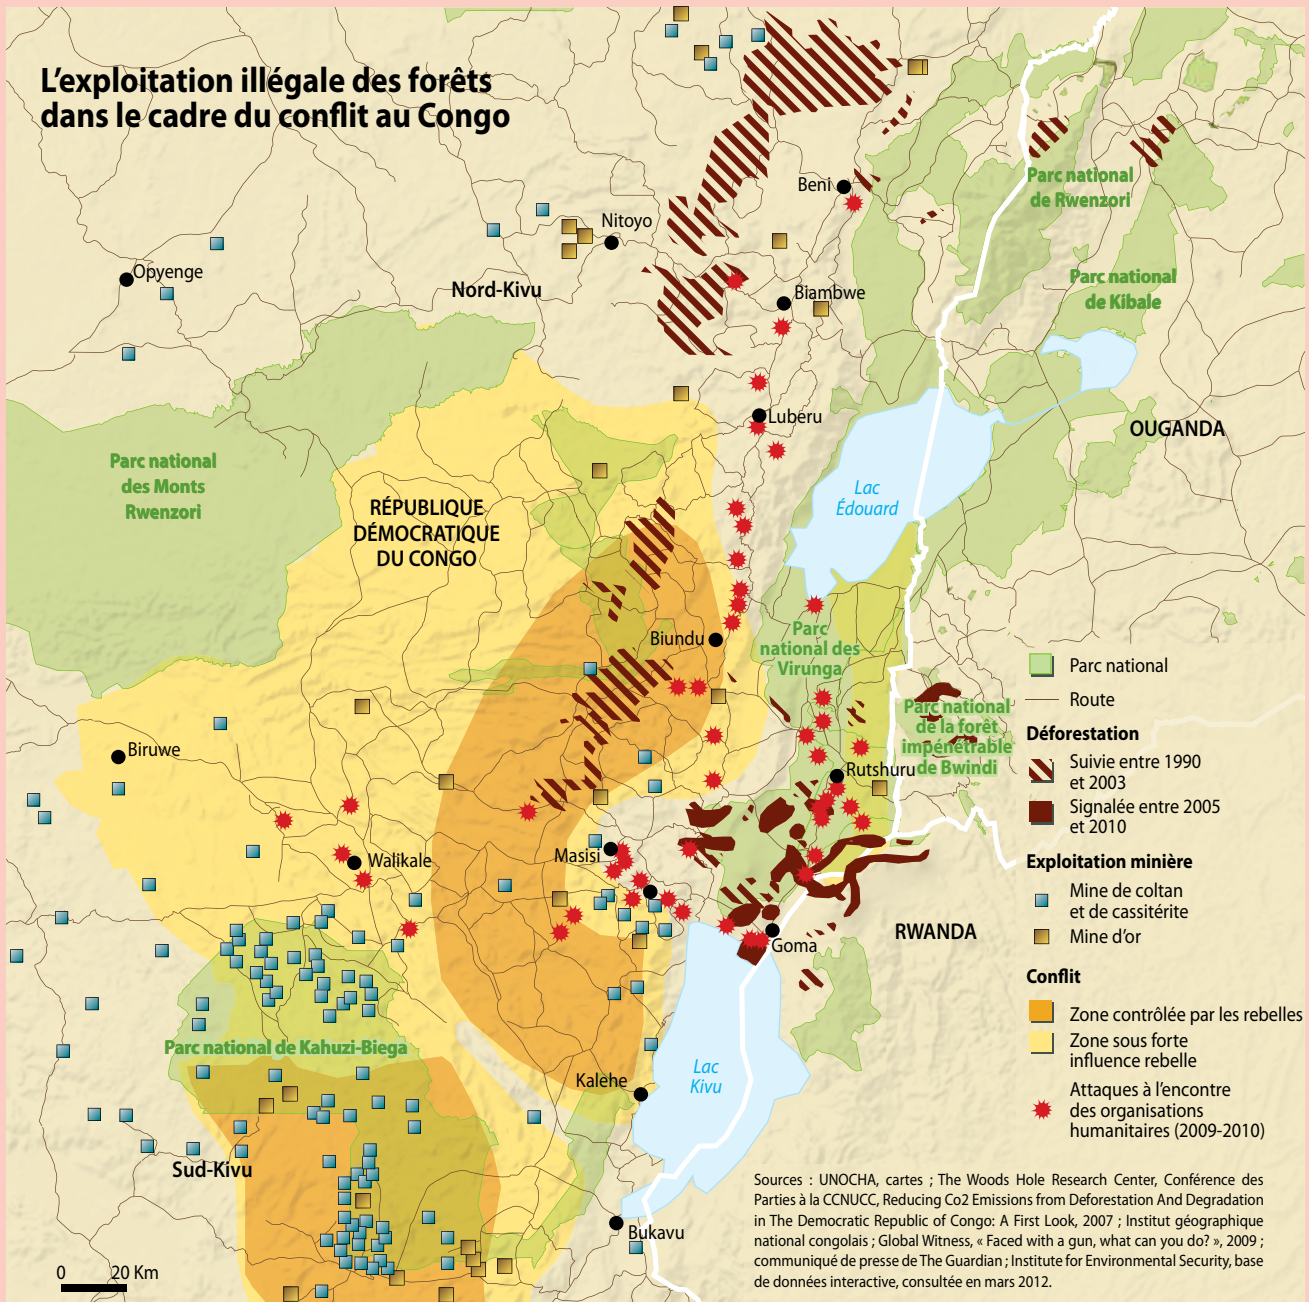 L’exploitation illégale des forêts
dans le cadre du conflit au Congo
Beni
Parc national
de Rwenzori
Nitoyo
Opyenge
Nord-Kivu
Biambwe
Parc national
de Kibale
Luberu
OUGANDA
Parc national
des Monts
Rwenzori
Lac
Édouard
RÉPUBLIQUE
DÉMOCRATIQUE
DU CONGO
Biundu
Parc
national des
Virunga
Parc national
de la forêt
impénétrable
de Bwindi
Biruwe
Rutshuru
Masisi
Walikale
Goma
RWANDA
Parc national de Kahuzi-Biega
Lac
Kivu
Kalehe
Sud-Kivu
Bukavu
0 20 Km
Parc national
Route
Déforestation
Suivie entre 1990
et 2003
Signalée entre 2005
et 2010
Exploitation minière
Mine de coltan
et de cassitérite
Mine d’or
Conflit
Zone contrôlée par les rebelles
Zone sous forte
influence rebelle
Attaques à l’encontre
des organisations
humanitaires (2009-2010)
Sources : UNOCHA, cartes ; The Woods Hole Research Center, Conférence des
Parties à la CCNUCC, Reducing Co2 Emissions from Deforestation And Degradation
in The Democratic Republic of Congo: A First Look, 2007 ; Institut géographique
national congolais ; Global Witness, « Faced with a gun, what can you do? », 2009 ;
communiqué de presse de The Guardian ; Institute for Environmental Security, base
de données interactive, consultée en mars 2012.